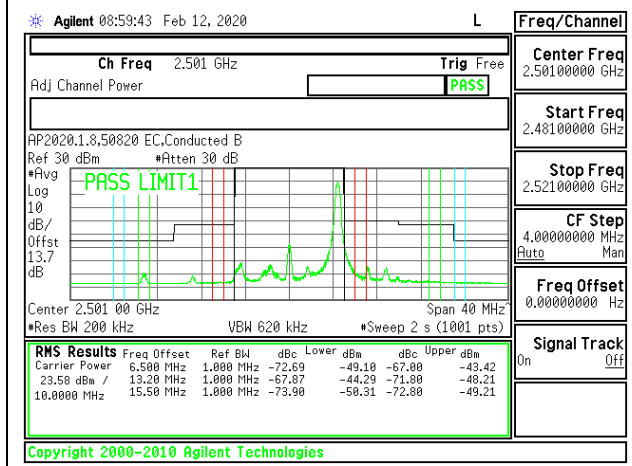 Agilent 08:59:43 Feb 12, 2020 L
Freq/Channel
Ch Freq 2.501 GHz Trig Free
Adj Channel Power PASS
Center Freq
2.50100000 GHz
Start Freq
2.48100000 GHz
AP2020.1.8,50820 EC,Conducted B
Ref 30 dBm #Atten 30 dB
#Avg
Log
10
dB/
Offst
13.7
dB
PASS LIMIT1
Stop Freq
2.52100000 GHz
CF Step
4.00000000 MHz
Auto Man
Freq Offset
0.00000000 Hz
Center 2.501 00 GHz Span 40 MHz^
#Res BW 200 kHz VBW 620 kHz #Sweep 2 s (1001 pts)
Signal Track
On Off
RMS Results Freq Offset Ref BW dBc Lower dBm dBc Upper dBm
Carrier Power 6.500 MHz 1.000 MHz -72.69 -49.10 -67.00 -43.42
23.58 dBm / 13.20 MHz 1.000 MHz -67.87 -44.29 -71.80 -48.21
10.0000 MHz 15.50 MHz 1.000 MHz -73.90 -50.31 -72.80 -49.21
Copyright 2000-2010 Agilent Technologies